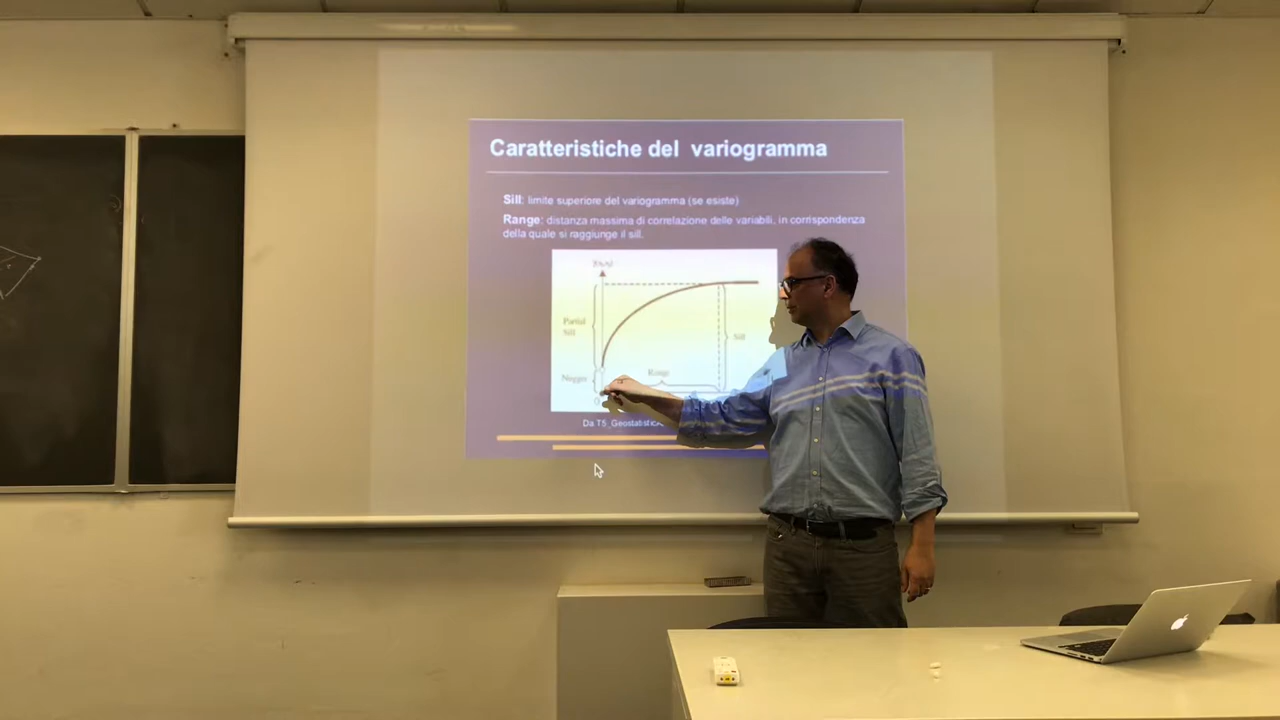 Caratteristiche del variogramma
Sill: limite superiore del variogramma (se esiste)
Range: distanza massima di correlazione delle variabili, in corrispondenza
della quale si raggiunge il sill.
Partial
Sill
Sill
Range
Nugget
0
Da T5_Geostatistica